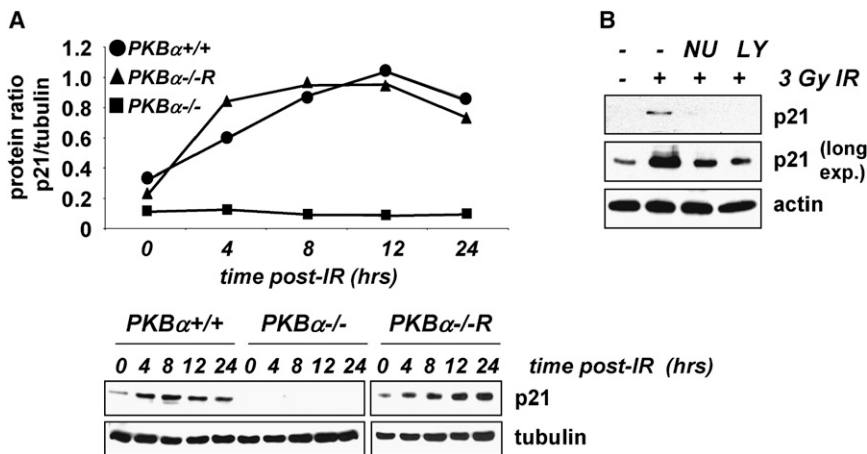 A
protein ratio
p21/tubulin
1.2
1.0
0.8
0.6
0.4
0.2
0
PKBα+/+
PKBα-/-R
PKBα-/-
0 4 8 12 24
time post-IR (hrs)
PKBα+/+ PKBα-/- PKBα-/-R
0 4 8 12 24 0 4 8 12 24 0 4 8 12 24 time post-IR (hrs)
p21
tubulin
B
- - NU LY
- + + + 3 Gy IR
p21
p21 (long exp.)
actin